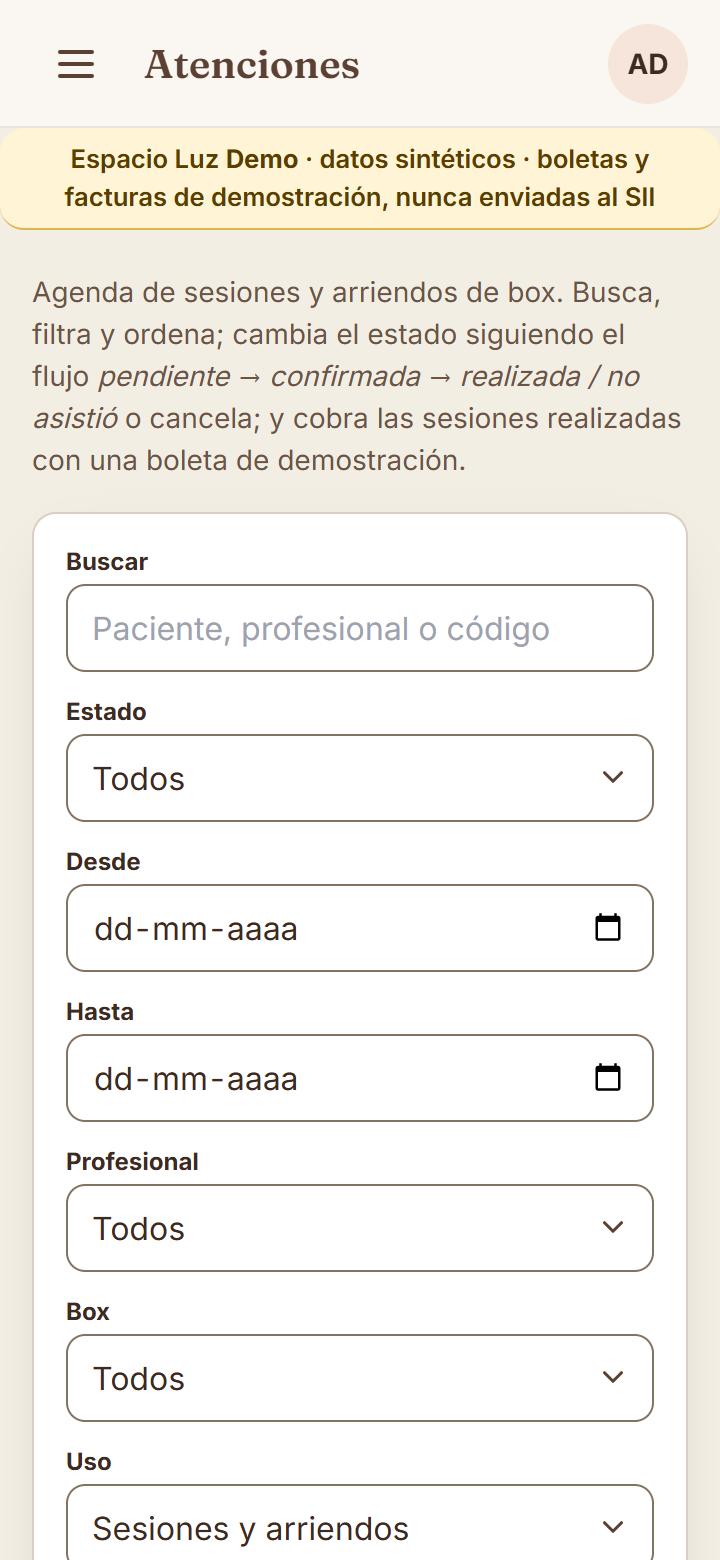 Atenciones
AD
Espacio Luz Demo · datos sintéticos · boletas y
facturas de demostración, nunca enviadas al SII
Agenda de sesiones y arriendos de box. Busca,
filtra y ordena; cambia el estado siguiendo el
flujo pendiente → confirmada → realizada / no
asistió o cancela; y cobra las sesiones realizadas
con una boleta de demostración.
Buscar
Paciente, profesional o código
Estado
Todos
Desde
dd-mm-aaaa
Hasta
dd-mm-aaaa
Profesional
Todos
Box
Todos
Uso
Sesiones y arriendos